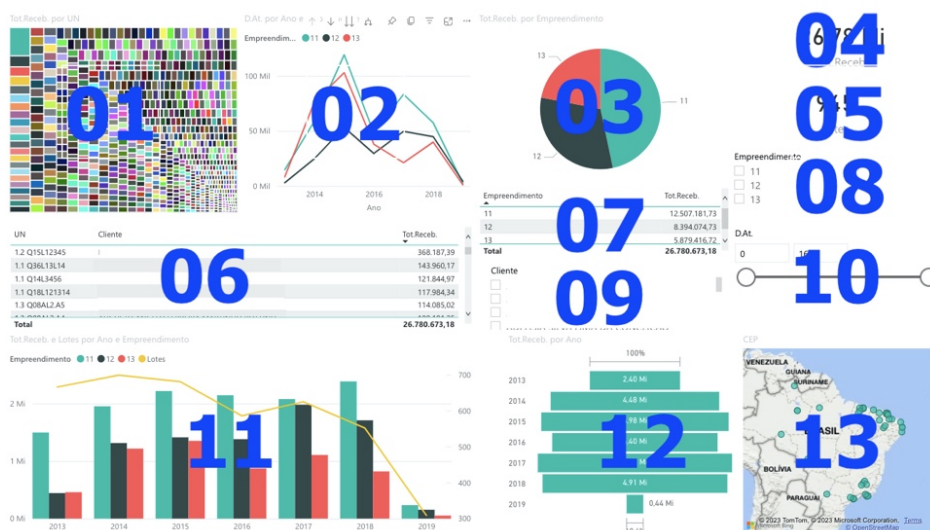 Tot.Receb. por UN
01
D.At. por Ano e
Empreendim... 11 12 13
100 Mil
50 Mil
0 Mil
2014 2016 2018
Ano
02
Tot.Receb. por Empreendimento
13
11
12
03
04
Receb
05
Empreendimento
11
12
13
08
UN Cliente Tot.Receb.
1.2 Q15L12345 368.187,39
1.1 Q36L13L14 143.960,17
1.1 Q14L3456 121.844,97
1.1 Q18L121314 117.984,34
1.3 Q08AL2.A5 114.085,02
Total 26.780.673,18
06
Empreendimento Tot.Receb.
11 12.507.181,73
12 8.394.074,73
13 5.879.416,72
Total 26.780.673,18
07
Cliente
09
D.At.
0
10
Tot.Receb. e Lotes por Ano e Empreendimento
Empreendimento 11 12 13 Lotes
2 Mi
1 Mi
0 Mi
700
600
500
400
300
2013 2014 2015 2016 2017 2018 2019
11
Tot.Receb. por Ano
100%
2013 2,40 Mi
2014 4,48 Mi
2015
2016
2017
2018 4,91 Mi
2019 0,44 Mi
12
CEP
VENEZUELA
GUIANA
SURINAME
BRASIL
BOLÍVIA
PARAGUAI
13
© 2023 TomTom, © 2023 Microsoft Corporation, Terms
© OpenStreetMap